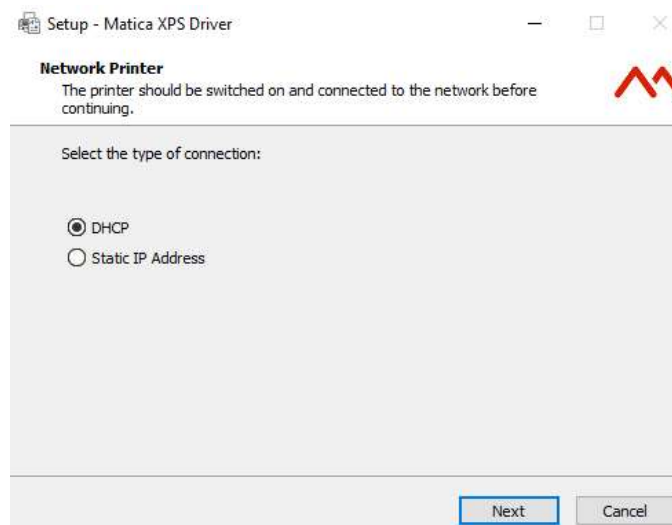 Setup - Matica XPS Driver
Network Printer
The printer should be switched on and connected to the network before
continuing.
Select the type of connection:
DHCP
Static IP Address
Next
Cancel